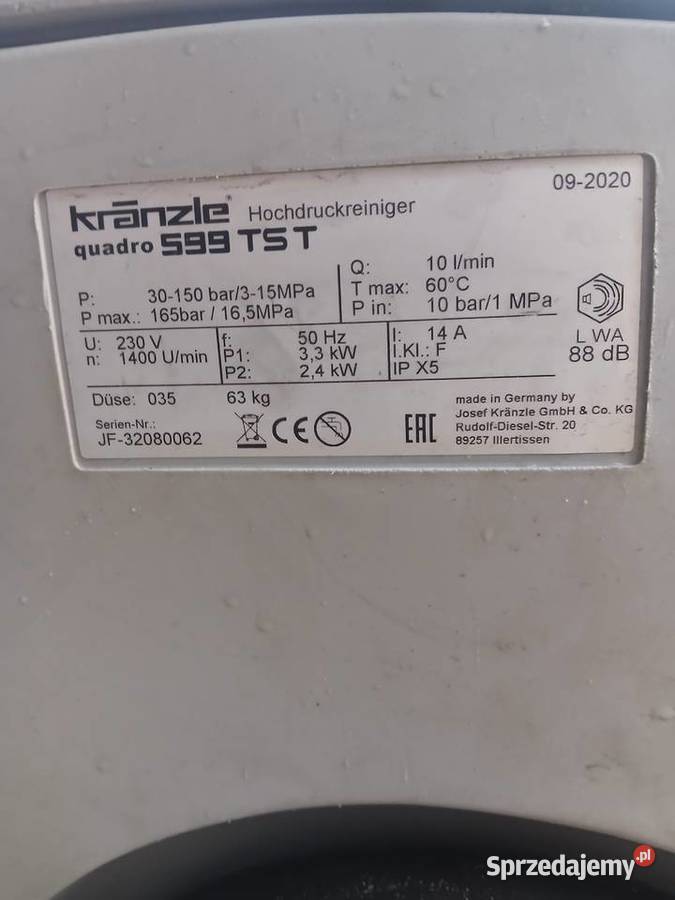 kränzle Hochdruckreiniger 09-2020
quadro 599 TS T
P: 30-150 bar/3-15MPa
P max.: 165bar / 16,5MPa
Q: 10 l/min
T max: 60°C
P in: 10 bar/1 MPa
L WA
88 dB
U: 230 V
n: 1400 U/min
f: 50 Hz
P1: 3,3 kW
P2: 2,4 kW
I: 14 A
I.Kl.: F
IP X5
Düse: 035 63 kg
Serien-Nr.:
JF-32080062
CE EAC
made in Germany by
Josef Kränzle GmbH & Co. KG
Rudolf-Diesel-Str. 20
89257 Illertissen
Sprzedajemy.pl